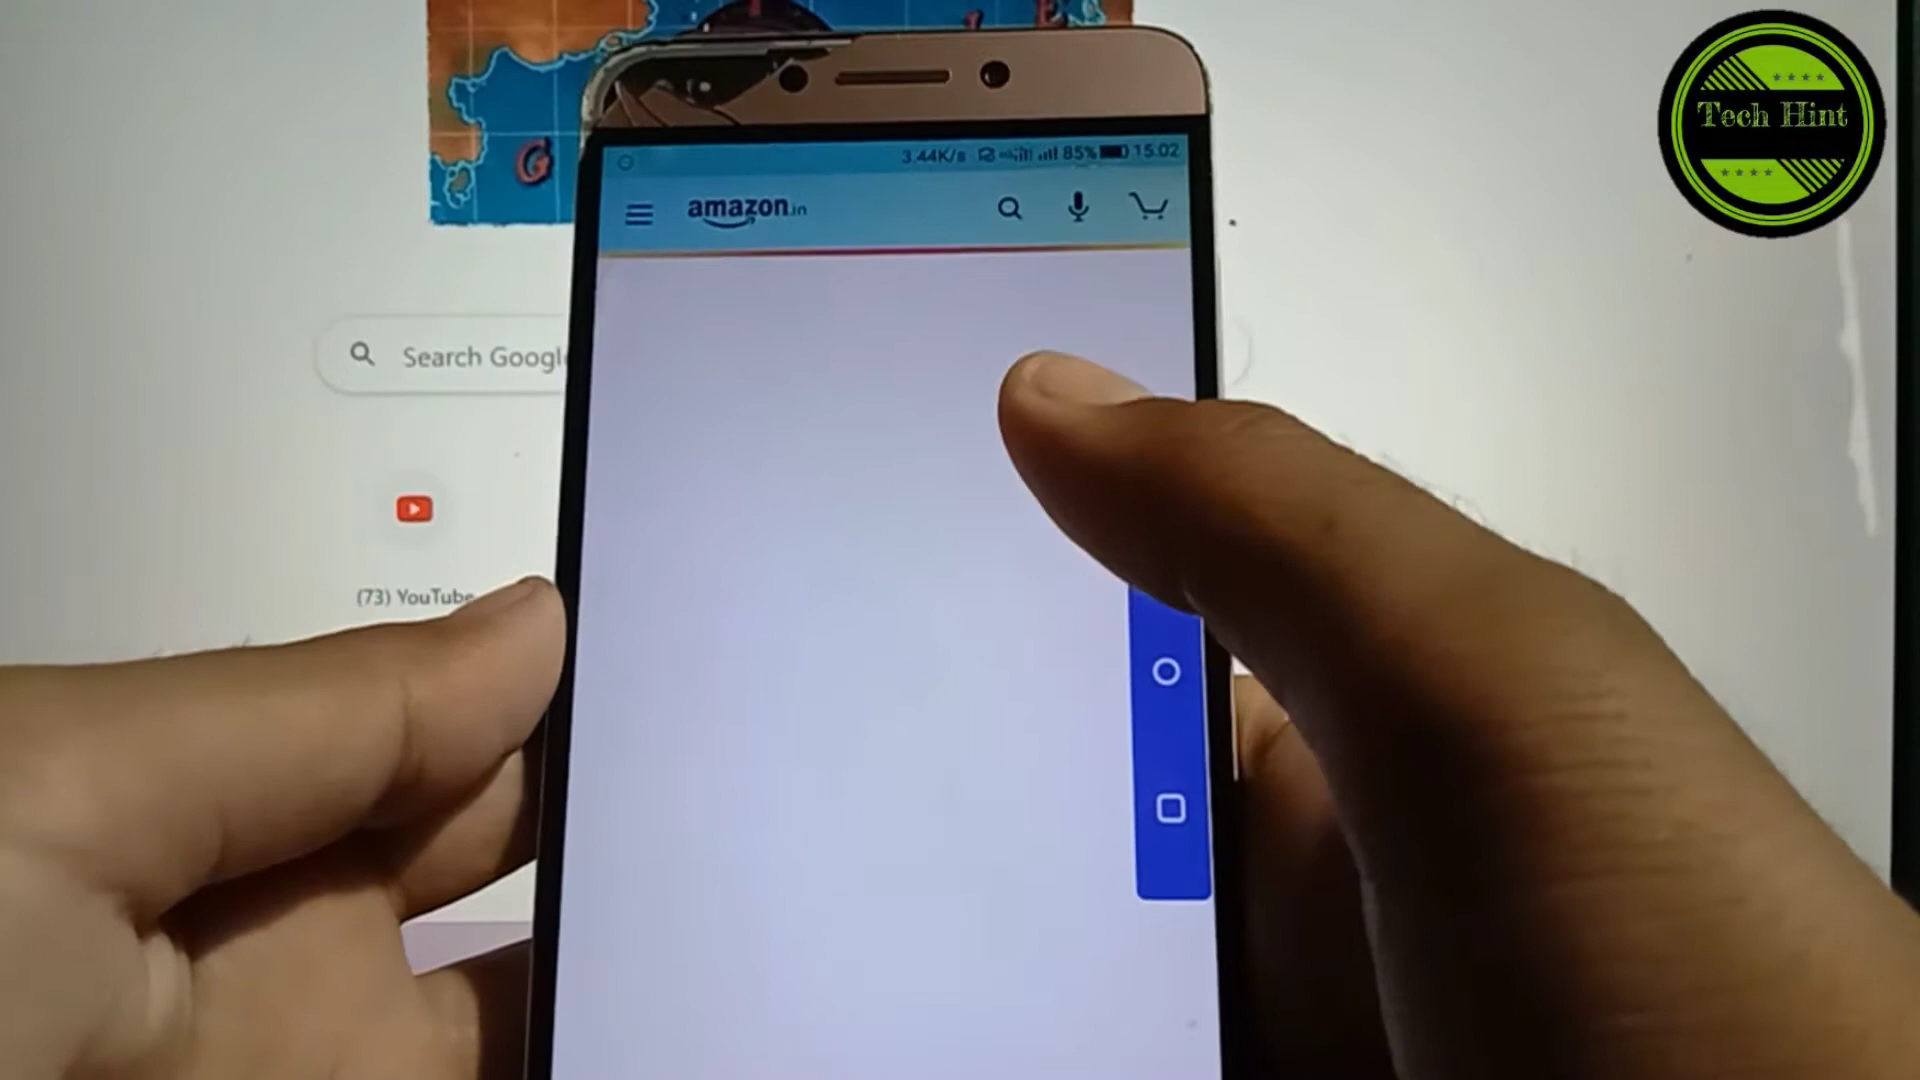 Tech Hint
3.44K/s 85% 15:02
amazon.in
G
Search Google
(73) YouTube